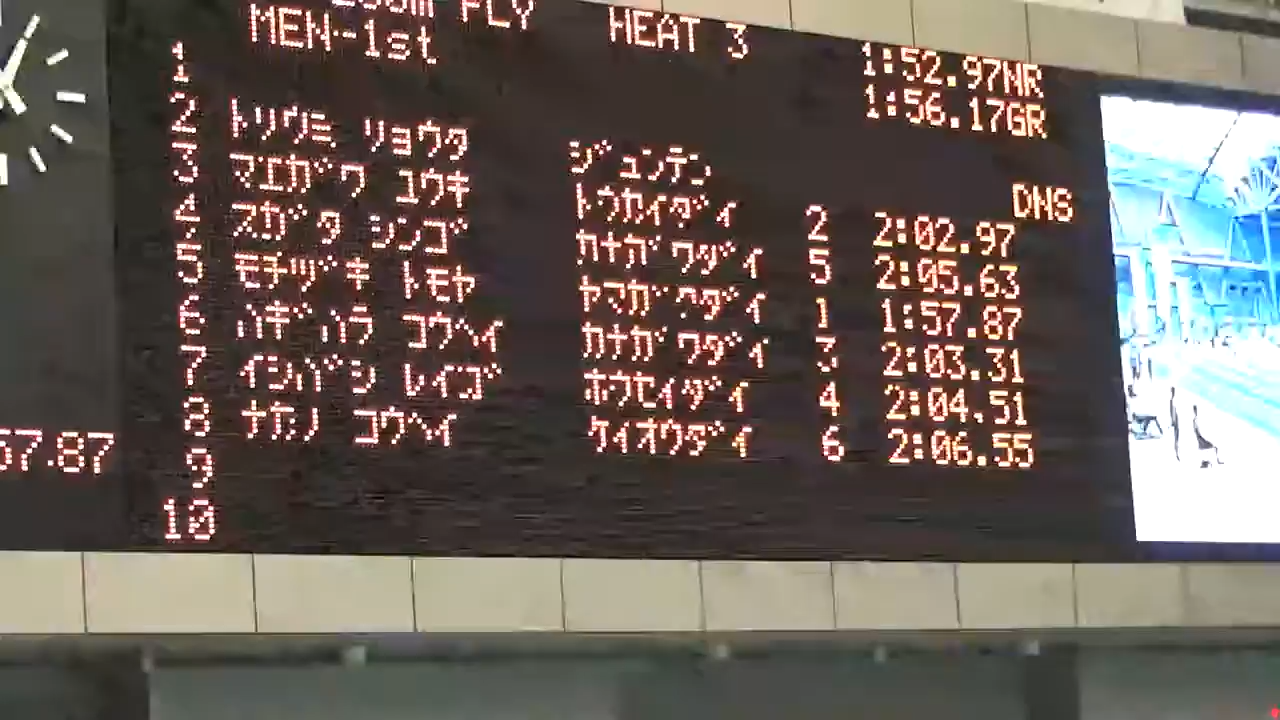 FLY HEAT 3 1:52.97NR
MEN-1st 1:56.17GR
1
2 トリウミ リョウタ ジュンテン DNS
3 マエガワ ユウキ トウカイダイ 2 2:02.97
4 スガタ シンゴ カナガワダイ 5 2:05.63
5 モチヅキ トモヤ ヤマガクダイ 1 1:57.87
6 ハギハラ コウヘイ カナガワダイ 3 2:03.31
7 イシバシ レイゴ ホウセイダイ 4 2:04.51
57.87 8 ナカノ コウヘイ ケイオウダイ 6 2:06.55
9
10